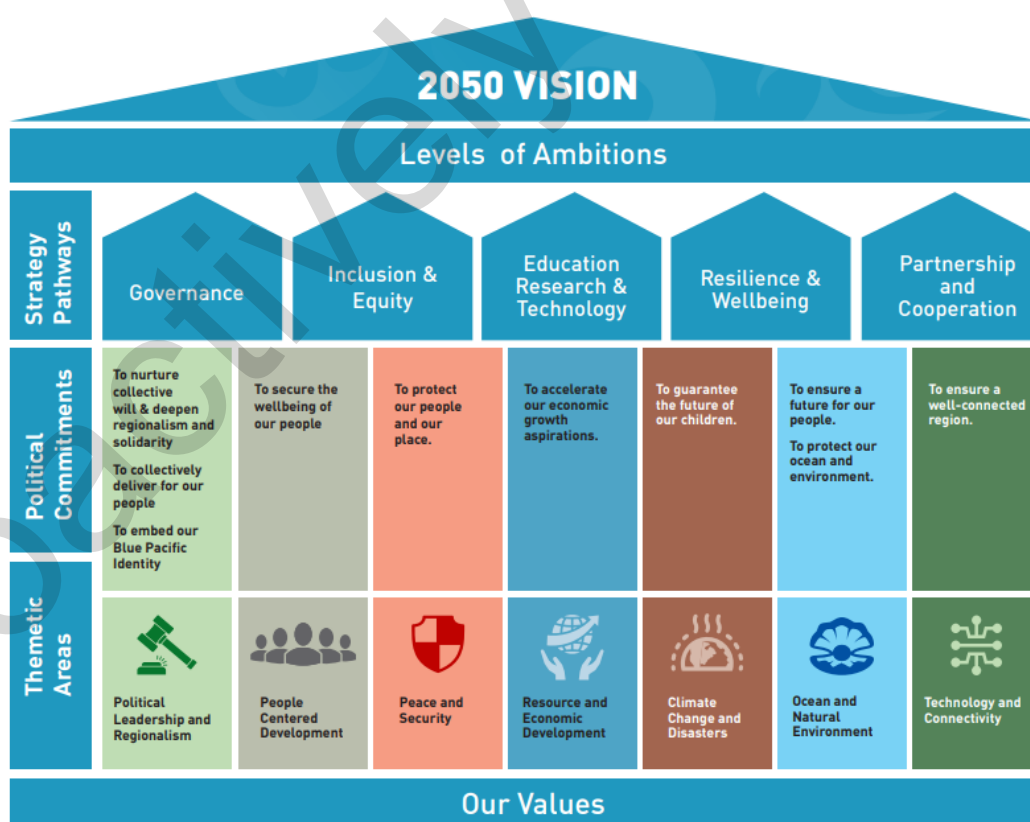 2050 VISION
Levels of Ambitions
Strategy
Pathways
Governance
Inclusion &
Equity
Education
Research &
Technology
Resilience &
Wellbeing
Partnership
and
Cooperation
Political
Commitments
To nurture
collective
will & deepen
regionalism and
solidarity
To collectively
deliver for our
people
To embed our
Blue Pacific
Identity
To secure the
wellbeing of
our people
To protect
our people
and our
place.
To accelerate
our economic
growth
aspirations.
To guarantee
the future of
our children.
To ensure a
future for our
people.
To protect our
ocean and
environment.
To ensure a
well-connected
region.
Themetic
Areas
Political
Leadership and
Regionalism
People
Centered
Development
Peace and
Security
Resource and
Economic
Development
Climate
Change and
Disasters
Ocean and
Natural
Environment
Technology and
Connectivity
Our Values